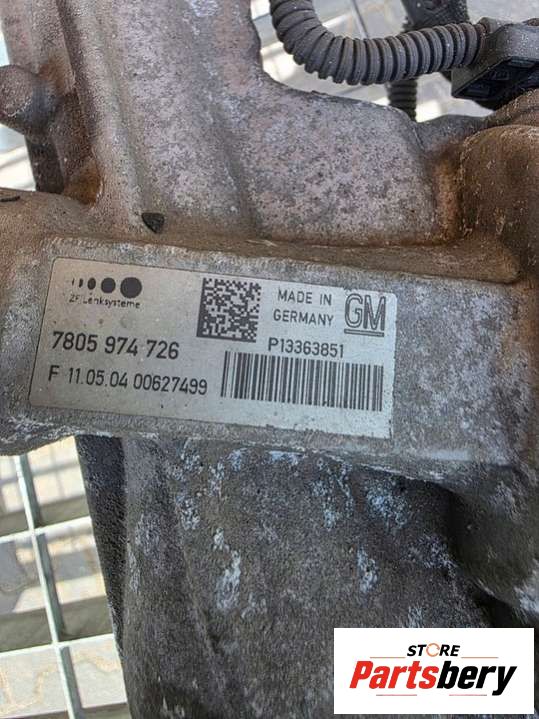 ZF Lenksysteme
MADE IN
GERMANY
GM
7805 974 726
P13363851
F 11.05.04 00627499
STORE
Partsbery